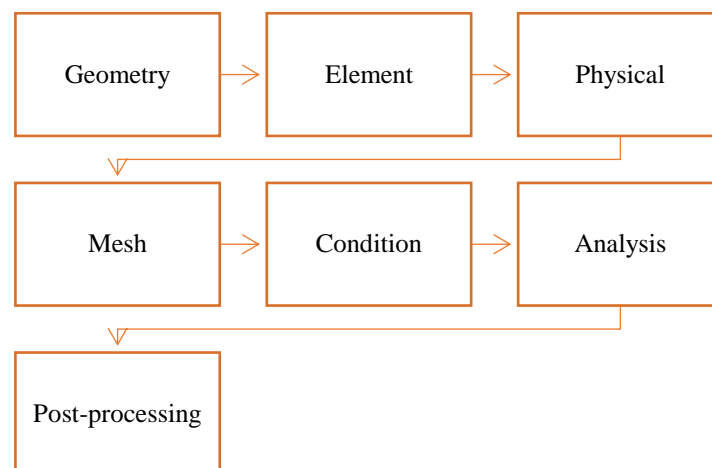 Geometry
Element
Physical
Mesh
Condition
Analysis
Post-processing